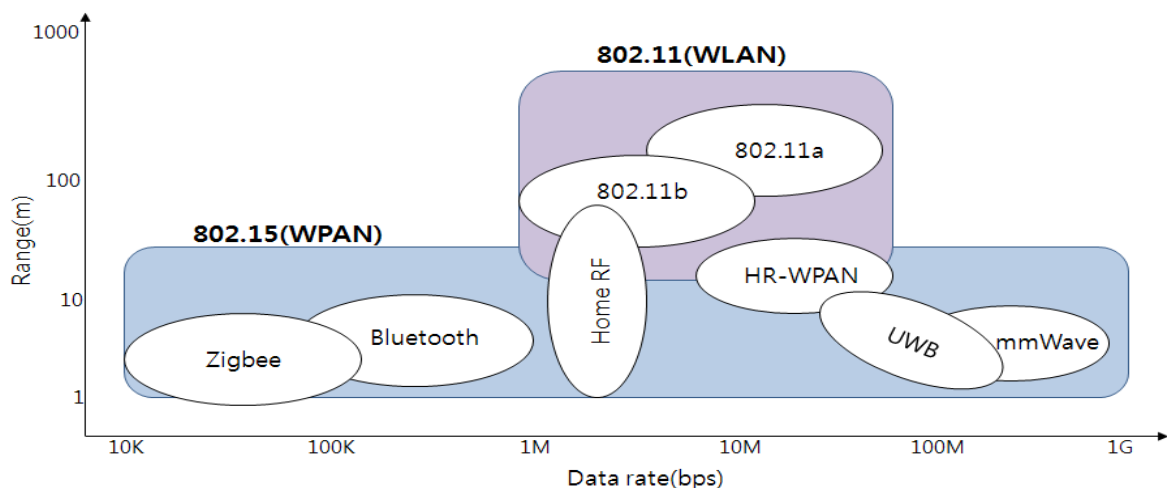 1000
802.11(WLAN)
802.11a
100
802.11b
802.15(WPAN)
Range(m)
Home RF
HR-WPAN
10
Bluetooth
UWB
mmWave
Zigbee
1
10K
100K
1M
10M
100M
1G
Data rate(bps)